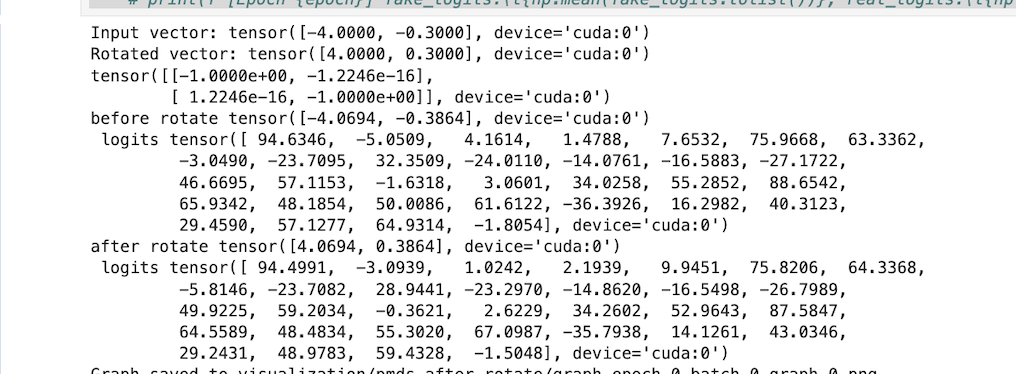 # print(f"[Epoch {epoch}] fake_logits:\t{np.mean(fake_logits.tolist())}, real_logits:\t{np
Input vector: tensor([-4.0000, -0.3000], device='cuda:0')
Rotated vector: tensor([4.0000, 0.3000], device='cuda:0')
tensor([[-1.0000e+00, -1.2246e-16],
[ 1.2246e-16, -1.0000e+00]], device='cuda:0')
before rotate tensor([-4.0694, -0.3864], device='cuda:0')
logits tensor([ 94.6346, -5.0509, 4.1614, 1.4788, 7.6532, 75.9668, 63.3362,
-3.0490, -23.7095, 32.3509, -24.0110, -14.0761, -16.5883, -27.1722,
46.6695, 57.1153, -1.6318, 3.0601, 34.0258, 55.2852, 88.6542,
65.9342, 48.1854, 50.0086, 61.6122, -36.3926, 16.2982, 40.3123,
29.4590, 57.1277, 64.9314, -1.8054], device='cuda:0')
after rotate tensor([4.0694, 0.3864], device='cuda:0')
logits tensor([ 94.4991, -3.0939, 1.0242, 2.1939, 9.9451, 75.8206, 64.3368,
-5.8146, -23.7082, 28.9441, -23.2970, -14.8620, -16.5498, -26.7989,
49.9225, 59.2034, -0.3621, 2.6229, 34.2602, 52.9643, 87.5847,
64.5589, 48.4834, 55.3020, 67.0987, -35.7938, 14.1261, 43.0346,
29.2431, 48.9783, 59.4328, -1.5048], device='cuda:0')
Graph saved to visualization/pmds_after_rotate/graph_epoch_0_batch_0_graph_0.png